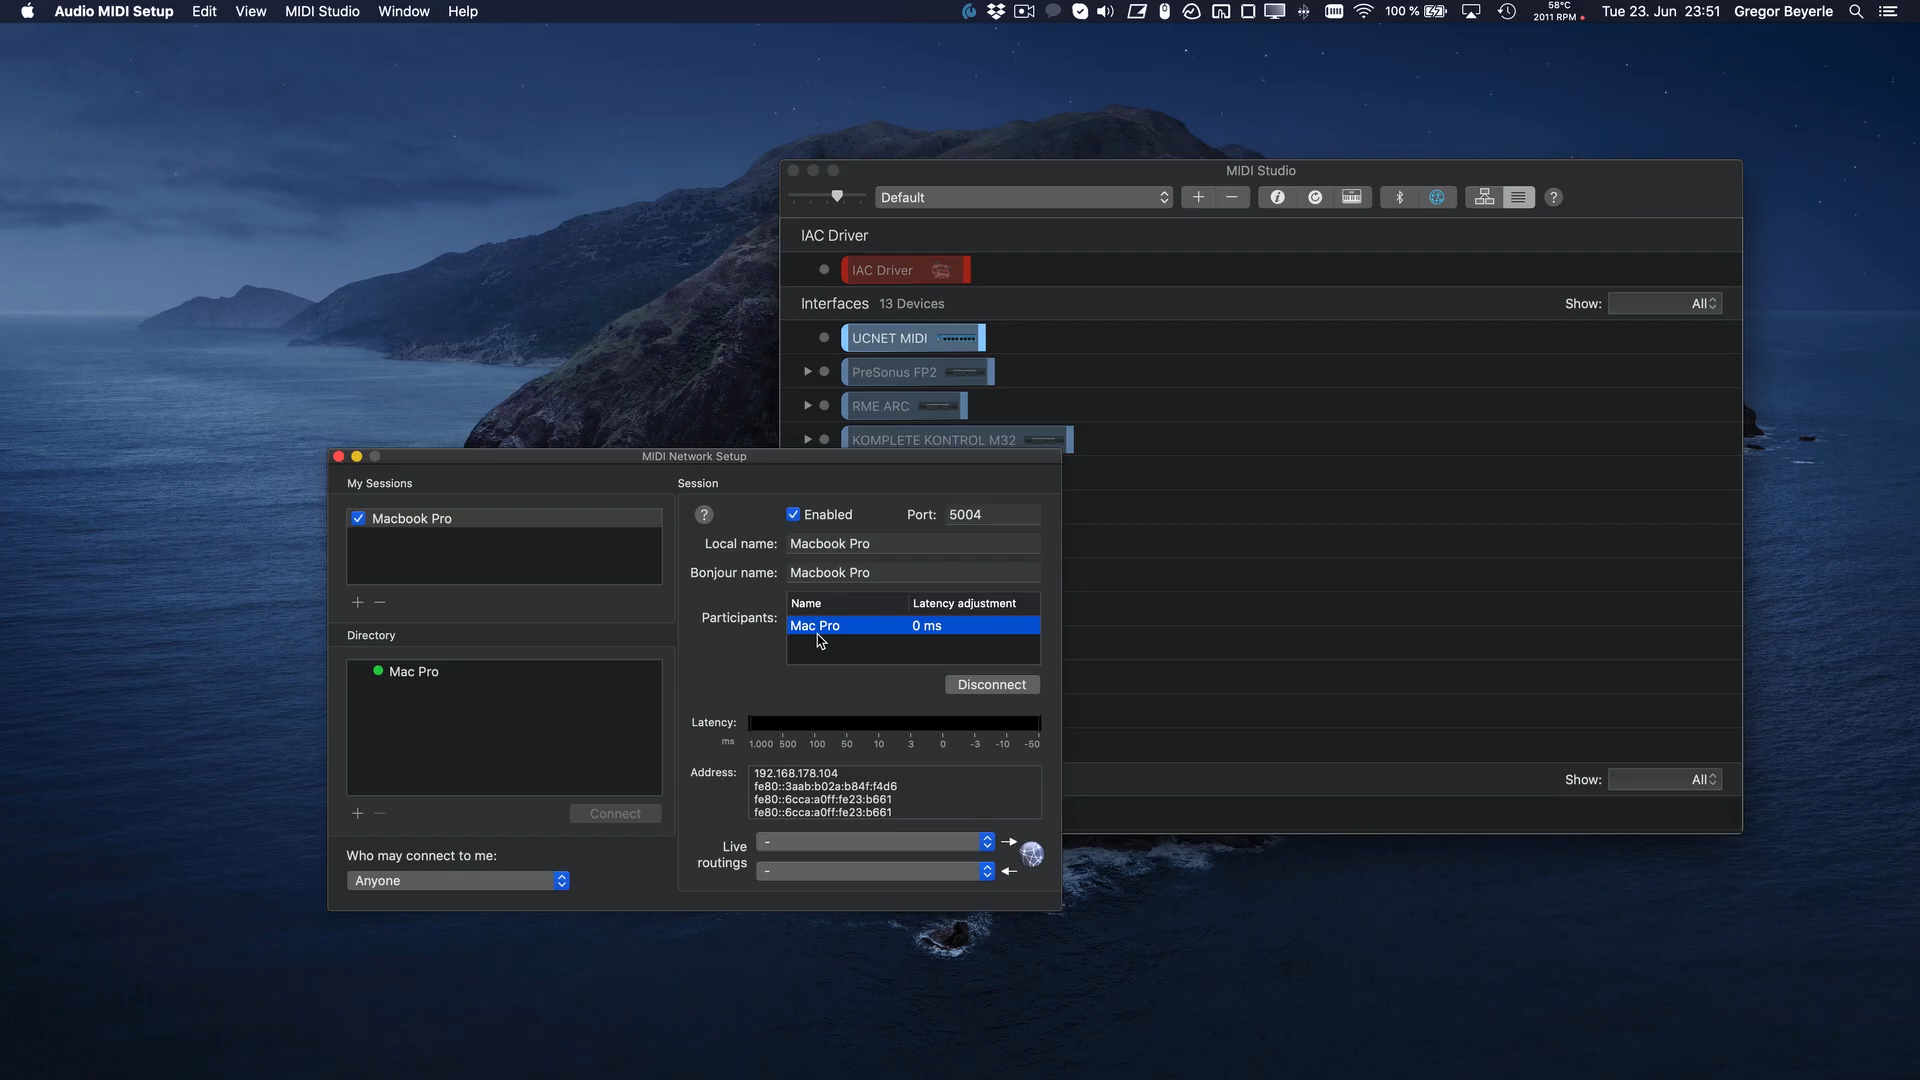 Audio MIDI Setup Edit View MIDI Studio Window Help
100 % 58°C Tue 23. Jun 23:51 Gregor Beyerle
2011 RPM
MIDI Studio
Default
?
IAC Driver
IAC Driver
Interfaces 13 Devices Show: All
UCNET MIDI
PreSonus FP2
RME ARC
KOMPLETE KONTROL M32
Show: All
MIDI Network Setup
My Sessions
Macbook Pro
+ −
Directory
Mac Pro
+ − Connect
Who may connect to me:
Anyone
Session
? Enabled Port: 5004
Local name: Macbook Pro
Bonjour name: Macbook Pro
Participants: Name Latency adjustment
Mac Pro 0 ms
Disconnect
Latency:
ms 1.000 500 100 50 10 3 0 -3 -10 -50
Address: 192.168.178.104
fe80::3aab:b02a:b84f:f4d6
fe80::6cca:a0ff:fe23:b661
fe80::6cca:a0ff:fe23:b661
Live routings
-
-